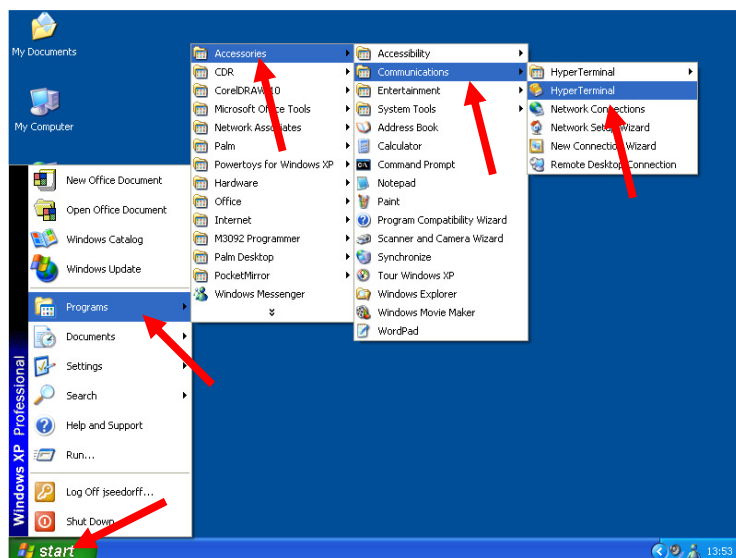 My Documents
My Computer
New Office Document
Open Office Document
Windows Catalog
Windows Update
Programs
Documents
Settings
Search
Help and Support
Run...
Log Off jseedorff...
Shut Down...
Windows XP Professional
start
Accessories
CDR
CorelDRAW 10
Microsoft Office Tools
Network Associates
Palm
Powertoys for Windows XP
Hardware
Office
Internet
M3092 Programmer
Palm Desktop
PocketMirror
Windows Messenger
Accessibility
Communications
Entertainment
System Tools
Address Book
Calculator
Command Prompt
Notepad
Paint
Program Compatibility Wizard
Scanner and Camera Wizard
Synchronize
Tour Windows XP
Windows Explorer
Windows Movie Maker
WordPad
HyperTerminal
HyperTerminal
Network Connections
Network Setup Wizard
New Connection Wizard
Remote Desktop Connection
13:53